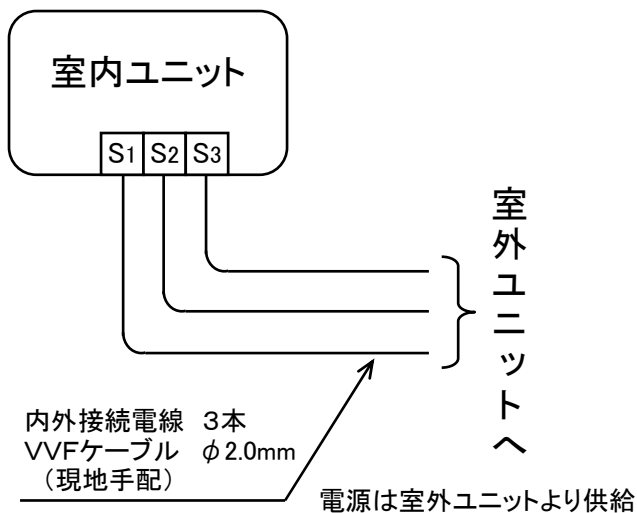 室内ユニット
S1 S2 S3
室外ユニットへ
内外接続電線 3本
VVFケーブル φ2.0mm
(現地手配)
電源は室外ユニットより供給